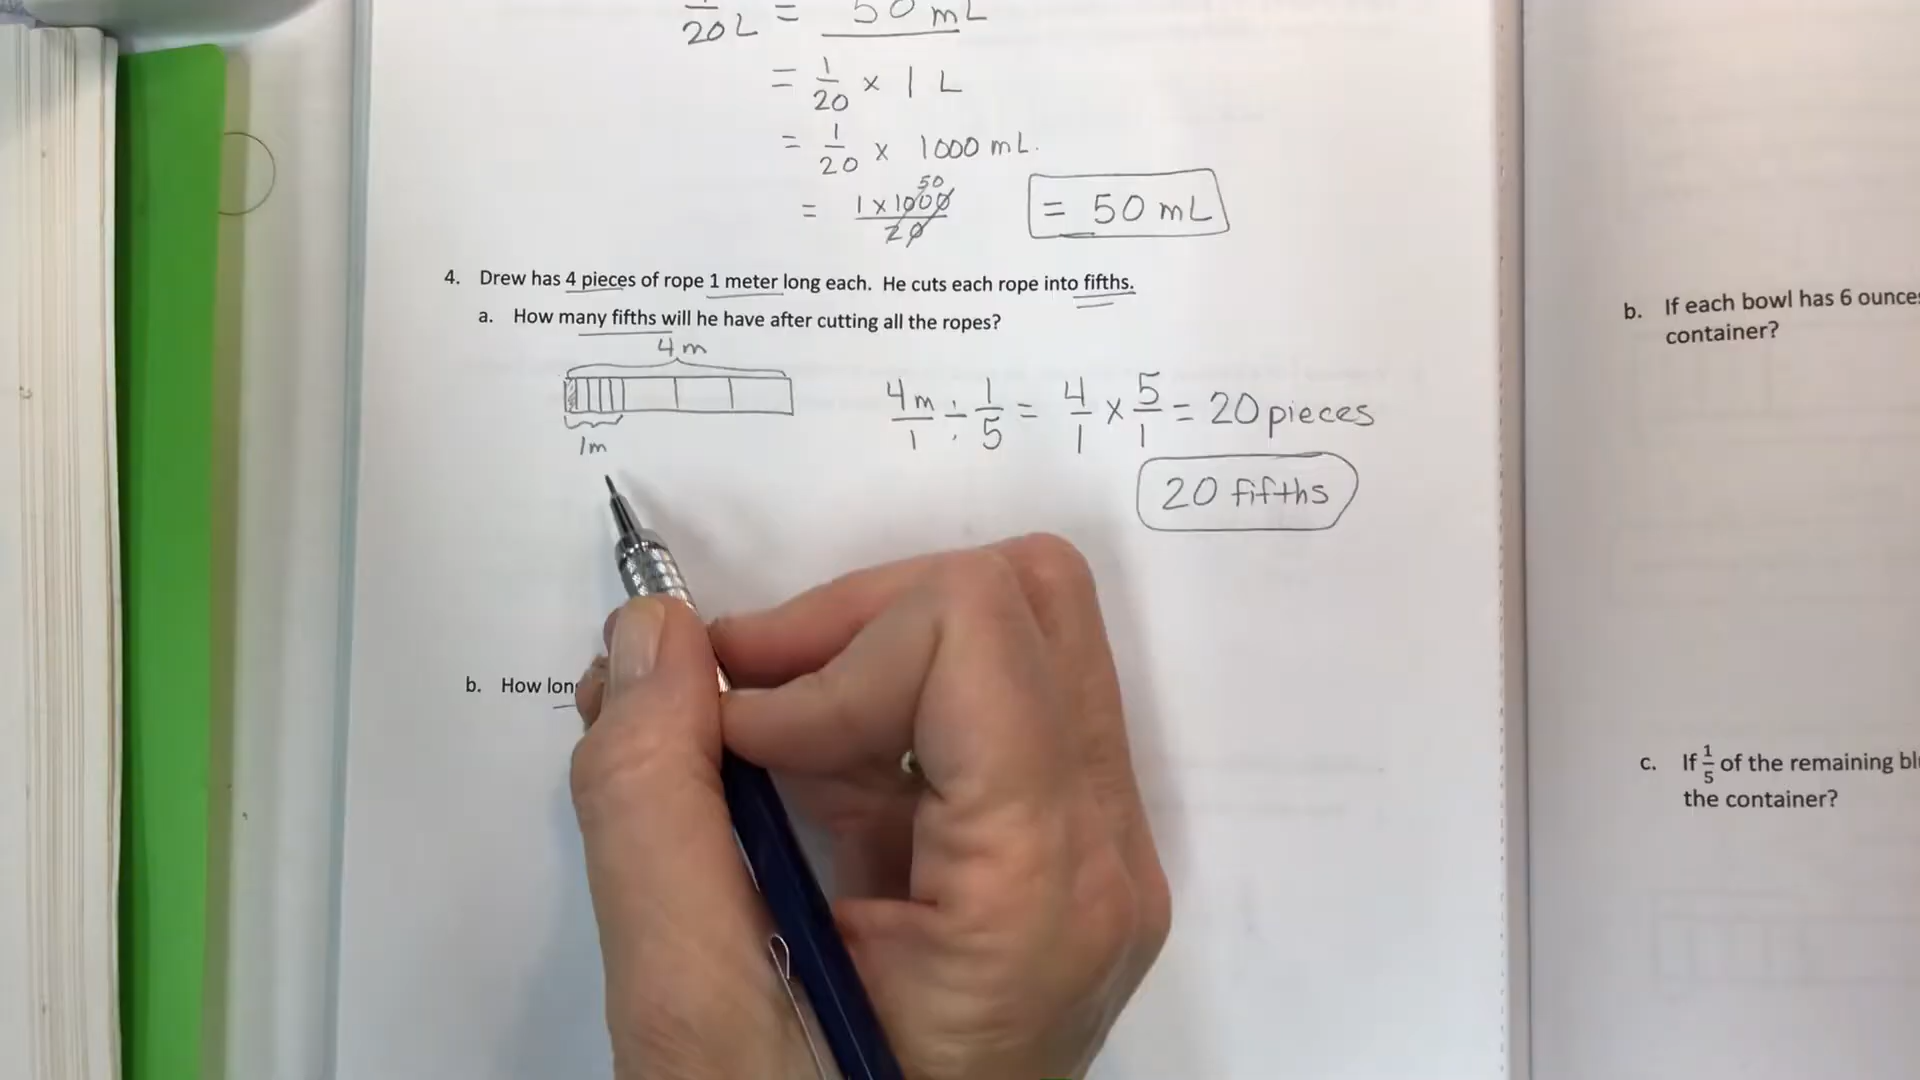 20 L = 50 mL
= 1/20 x 1 L
= 1/20 x 1000 mL.
50
= 1 x 1000/20 = 50 mL
4. Drew has 4 pieces of rope 1 meter long each. He cuts each rope into fifths.
a. How many fifths will he have after cutting all the ropes?
4 m
4m/1 ÷ 1/5 = 4/1 x 5/1 = 20 pieces
1m
20 fifths
b. How
b. If each bowl has 6
container?
c. If 1/5 of the remaining
the container?